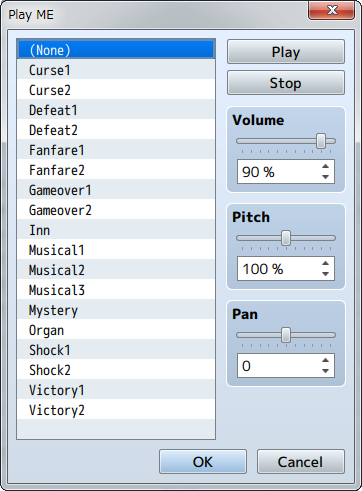 Play ME
(None)
Curse1
Curse2
Defeat1
Defeat2
Fanfare1
Fanfare2
Gameover1
Gameover2
Inn
Musical1
Musical2
Musical3
Mystery
Organ
Shock1
Shock2
Victory1
Victory2
Play
Stop
Volume
90 %
Pitch
100 %
Pan
0
OK
Cancel